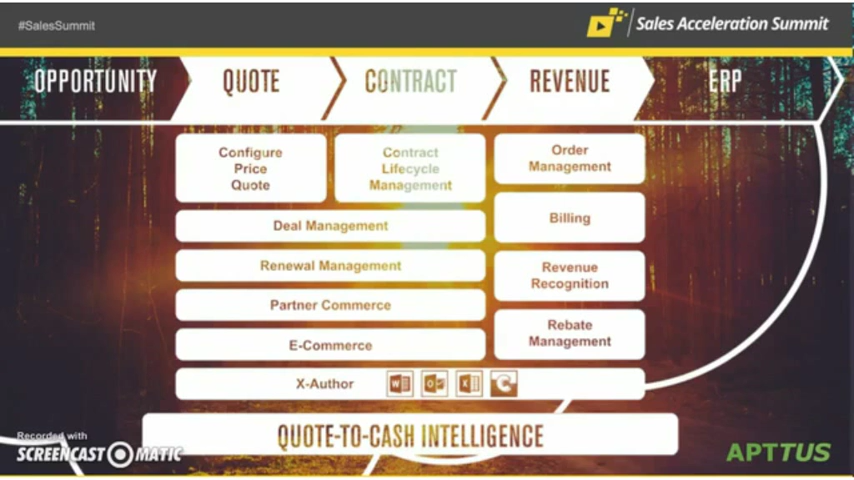 #SalesSummit
Sales Acceleration Summit
OPPORTUNITY QUOTE CONTRACT REVENUE ERP
Configure
Price
Quote
Contract
Lifecycle
Management
Order
Management
Deal Management
Billing
Renewal Management
Revenue
Recognition
Partner Commerce
E-Commerce
Rebate
Management
X-Author
QUOTE-TO-CASH INTELLIGENCE
Recorded with
SCREENCAST-O-MATIC
APTTUS